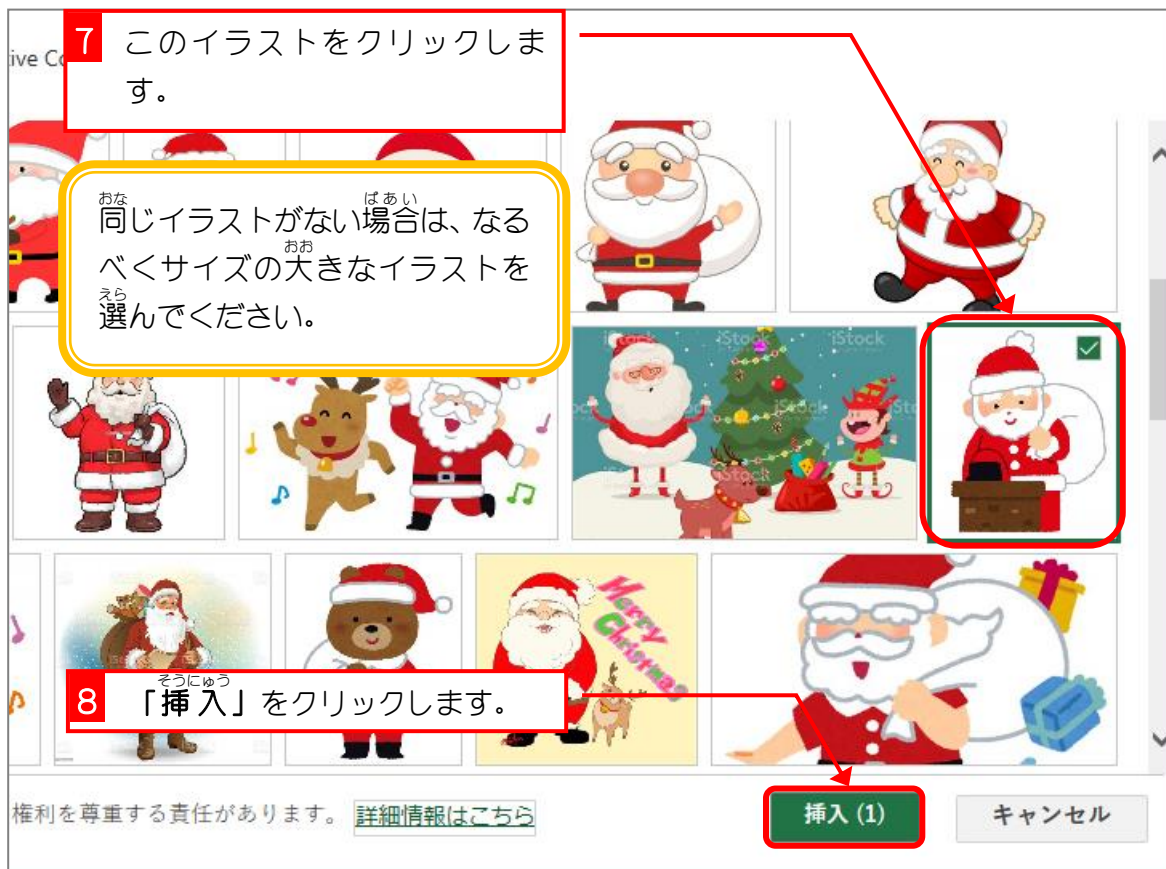 7 このイラストをクリックしま
す。
ive Co
おな ばあい
同じイラストがない場合は、なる
おお
べくサイズの大きなイラストを
えら
選んでください。
iStock iStock iStock
iStock
iStock
Merry
Christmas
そうにゅう
8 「挿入」をクリックします。
権利を尊重する責任があります。 詳細情報はこちら
挿入 (1) キャンセル